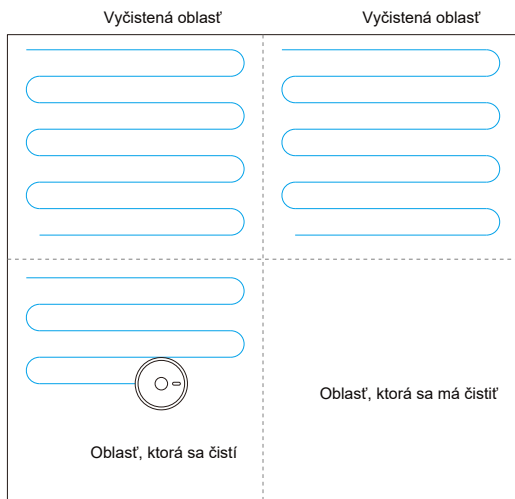 Vyčistená oblasť
Vyčistená oblasť
Oblasť, ktorá sa má čistiť
Oblasť, ktorá sa čistí